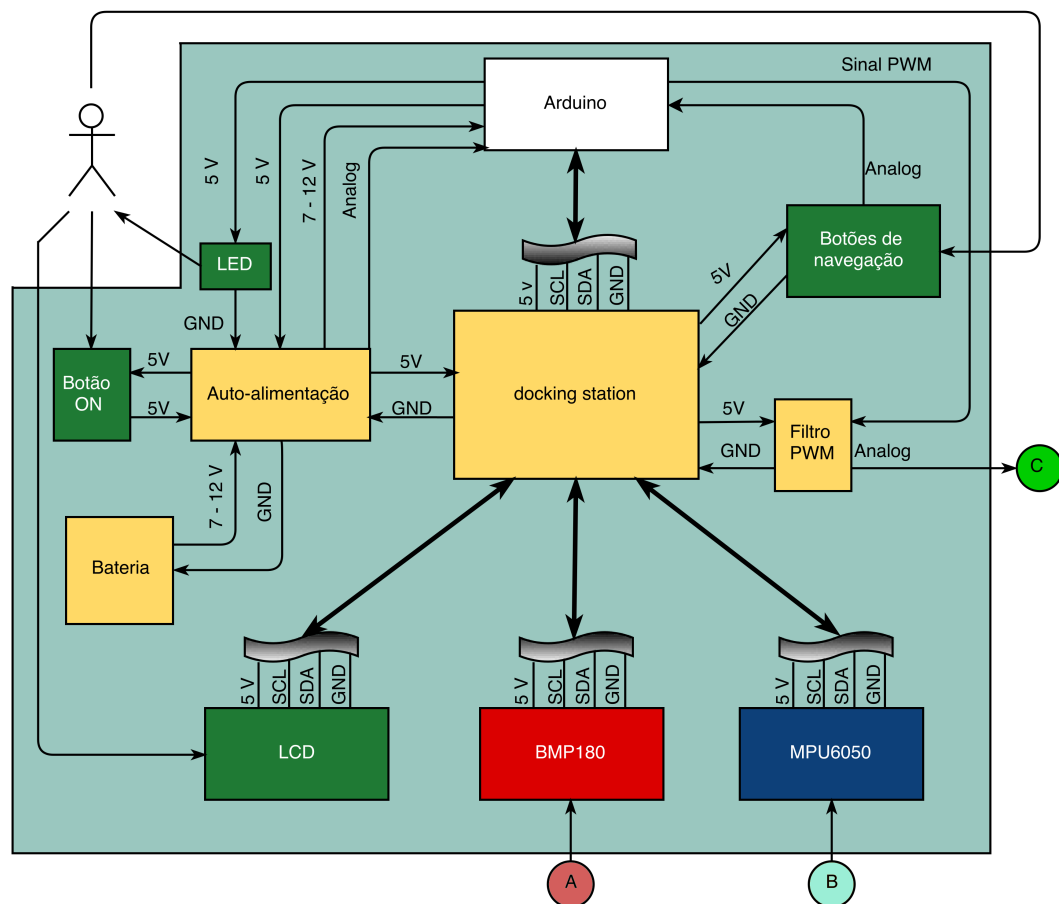 Sinal PWM
Arduino
5 V
5 V
7 - 12 V
Analog
Analog
LED
Botões de
navegação
5 v
SCL
SDA
GND
5V
GND
GND
Botão
ON
5V
5V
Auto-alimentação
5V
GND
docking station
5V
GND
Filtro
PWM
Analog
C
7 - 12 V
GND
Bateria
5 V
SCL
SDA
GND
LCD
5 V
SCL
SDA
GND
BMP180
5 V
SCL
SDA
GND
MPU6050
A
B